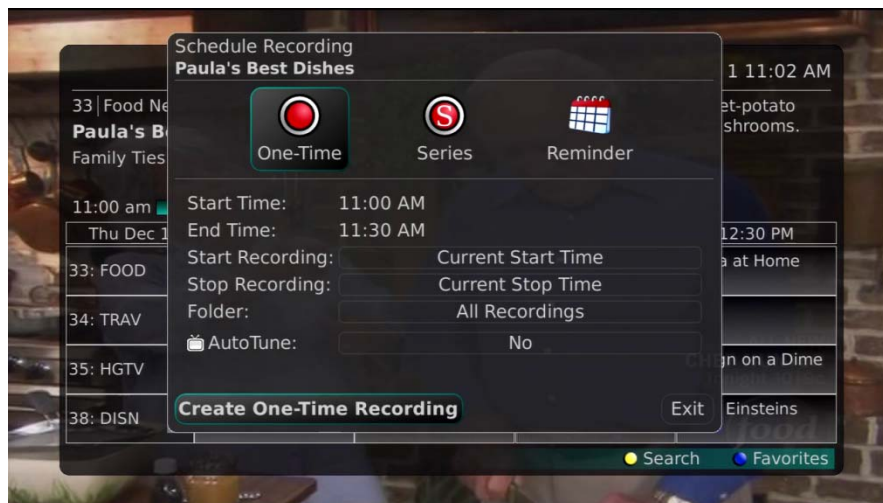 Schedule Recording
Paula's Best Dishes
1 11:02 AM
33 Food Ne
et-potato
Paula's B
shrooms.
One-Time
Series
Reminder
Family Ties
11:00 am
Start Time: 11:00 AM
Thu Dec 1
End Time: 11:30 AM
12:30 PM
Start Recording: Current Start Time
33: FOOD
a at Home
Stop Recording: Current Stop Time
Folder: All Recordings
34: TRAV
AutoTune: No
35: HGTV
gn on a Dime
Create One-Time Recording
Exit
38: DISN
Einsteins
food
Search
Favorites